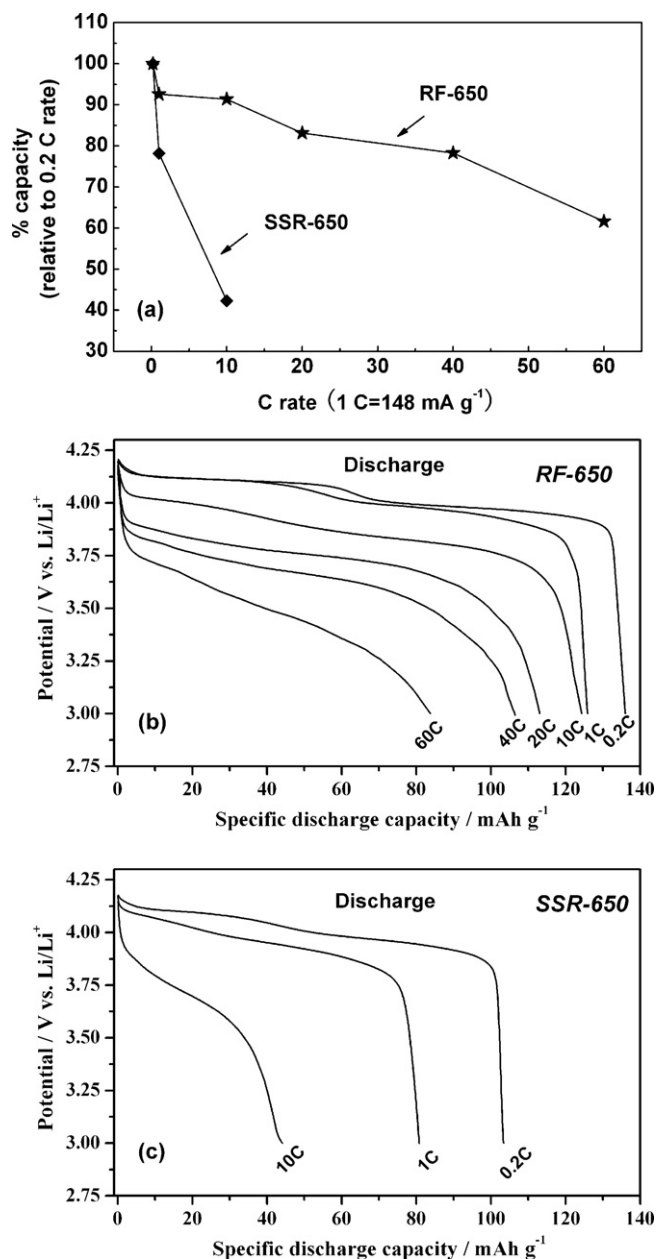 100
90
80
70
60
50
40
30
% capacity
(relative to 0.2 C rate)
RF-650
SSR-650
(a)
0 10 20 30 40 50 60
C rate (1 C=148 mA g⁻¹)
4.25
4.00
3.75
3.50
3.25
3.00
2.75
Potential / V vs. Li/Li⁺
Discharge
RF-650
(b)
60C 40C 20C 10C 1C 0.2C
0 20 40 60 80 100 120 140
Specific discharge capacity / mAh g⁻¹
4.25
4.00
3.75
3.50
3.25
3.00
2.75
Potential / V vs. Li/Li⁺
Discharge
SSR-650
(c)
10C 1C 0.2C
0 20 40 60 80 100 120 140
Specific discharge capacity / mAh g⁻¹